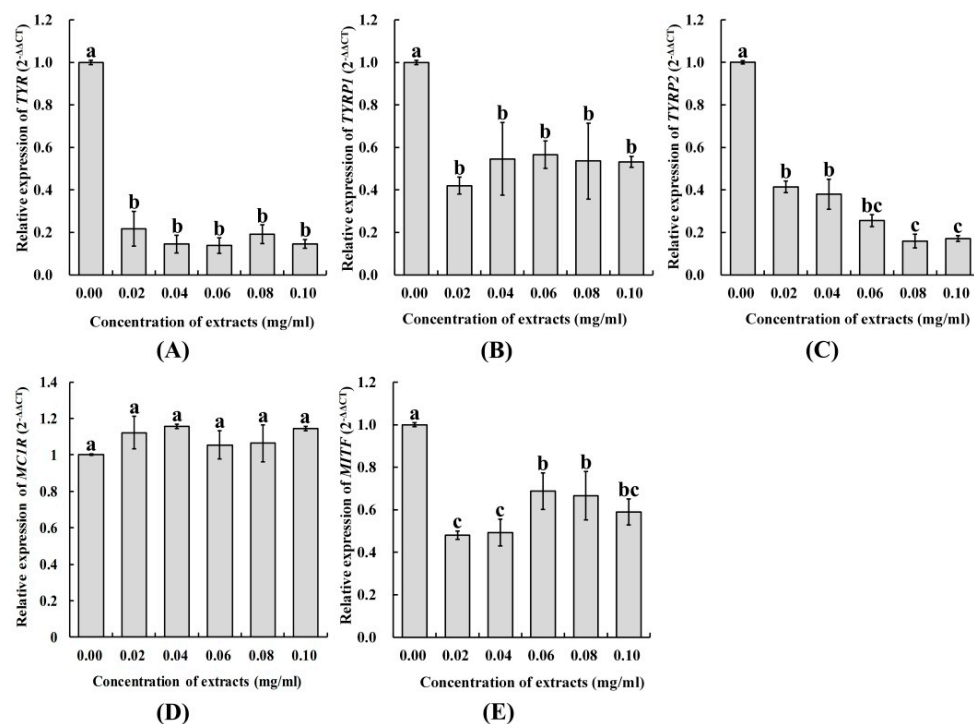 Relative expression of TYR (2-ΔΔCT)
1.2
1.0
0.8
0.6
0.4
0.2
0.0
a
b
b
b
b
b
0.00 0.02 0.04 0.06 0.08 0.10
Concentration of extracts (mg/ml)
(A)
Relative expression of TYRP1 (2-ΔΔCT)
1.2
1.0
0.8
0.6
0.4
0.2
0.0
a
b
b
b
b
b
0.00 0.02 0.04 0.06 0.08 0.10
Concentration of extracts (mg/ml)
(B)
Relative expression of TYRP2 (2-ΔΔCT)
1.2
1.0
0.8
0.6
0.4
0.2
0.0
a
b
b
bc
c
c
0.00 0.02 0.04 0.06 0.08 0.10
Concentration of extracts (mg/ml)
(C)
Relative expression of MC1R (2-ΔΔCT)
1.4
1.2
1
0.8
0.6
0.4
0.2
0
a
a
a
a
a
a
0.00 0.02 0.04 0.06 0.08 0.10
Concentration of extracts (mg/ml)
(D)
Relative expression of MITF (2-ΔΔCT)
1.2
1.0
0.8
0.6
0.4
0.2
0.0
a
c
c
b
b
bc
0.00 0.02 0.04 0.06 0.08 0.10
Concentration of extracts (mg/ml)
(E)